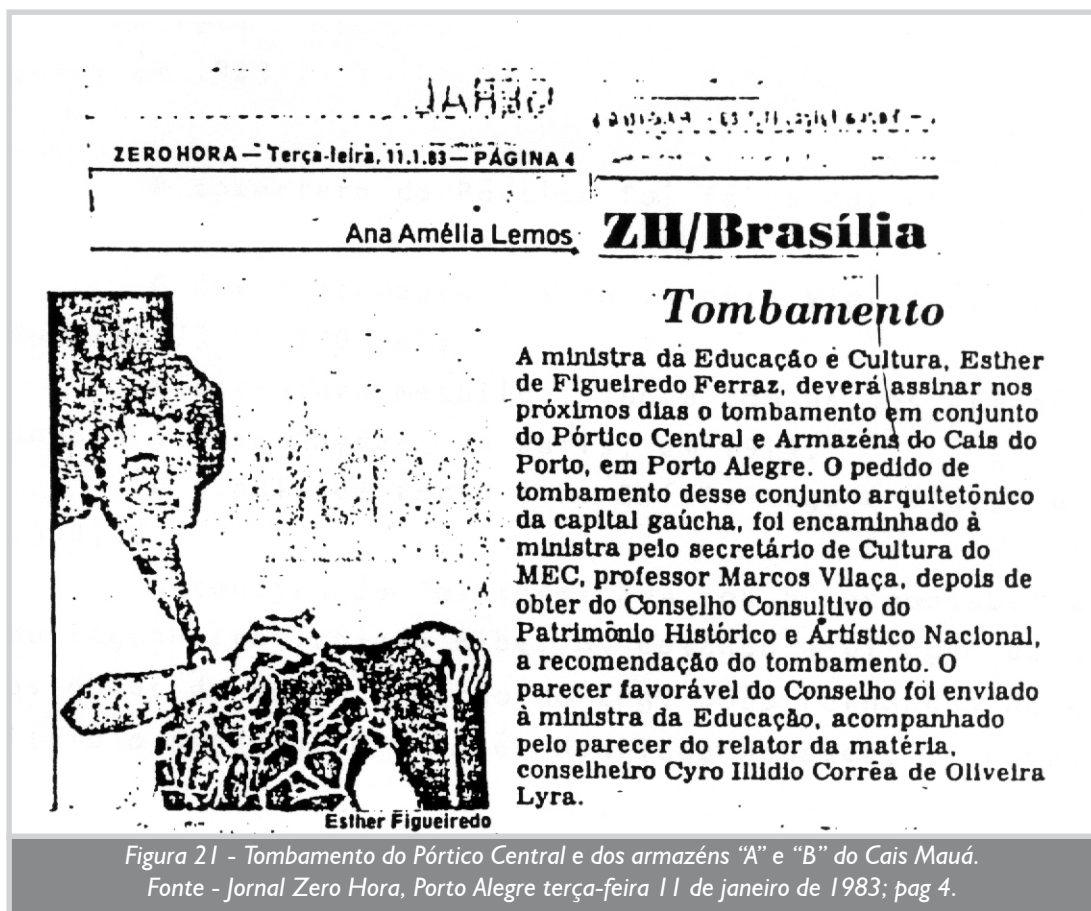 ZERO HORA — Terça-feira, 11.1.83 — PÁGINA 4
Ana Amélia Lemos
ZH/Brasília
Tombamento
A ministra da Educação e Cultura, Esther
de Figueiredo Ferraz, deverá assinar nos
próximos dias o tombamento em conjunto
do Pórtico Central e Armazéns do Cais do
Porto, em Porto Alegre. O pedido de
tombamento desse conjunto arquitetônico
da capital gaúcha, foi encaminhado à
ministra pelo secretário de Cultura do
MEC, professor Marcos Vilaça, depois de
obter do Conselho Consultivo do
Patrimônio Histórico e Artístico Nacional,
a recomendação do tombamento. O
parecer favorável do Conselho foi enviado
à ministra da Educação, acompanhado
pelo parecer do relator da matéria,
conselheiro Cyro Illidio Corrêa de Oliveira
Lyra.
Esther Figueiredo
Figura 21 - Tombamento do Pórtico Central e dos armazéns “A” e “B” do Cais Mauá.
Fonte - Jornal Zero Hora, Porto Alegre terça-feira 11 de janeiro de 1983; pag 4.